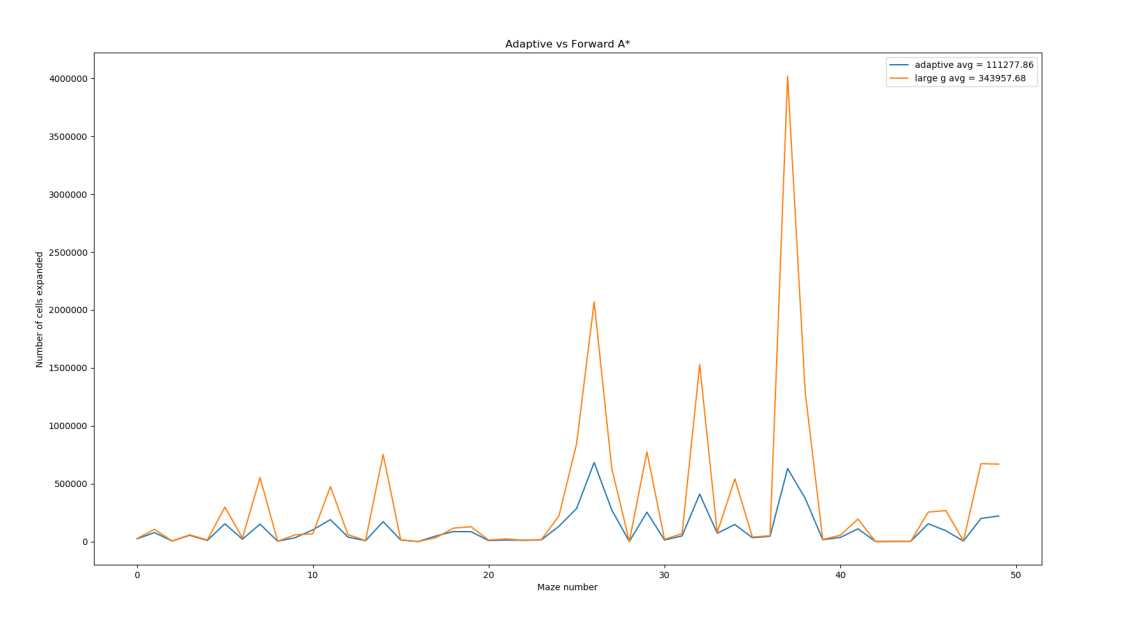 Adaptive vs Forward A*
adaptive avg = 111277.86
large g avg = 343957.68
4000000
3500000
3000000
2500000
2000000
1500000
1000000
500000
0
Number of cells expanded
0 10 20 30 40 50
Maze number